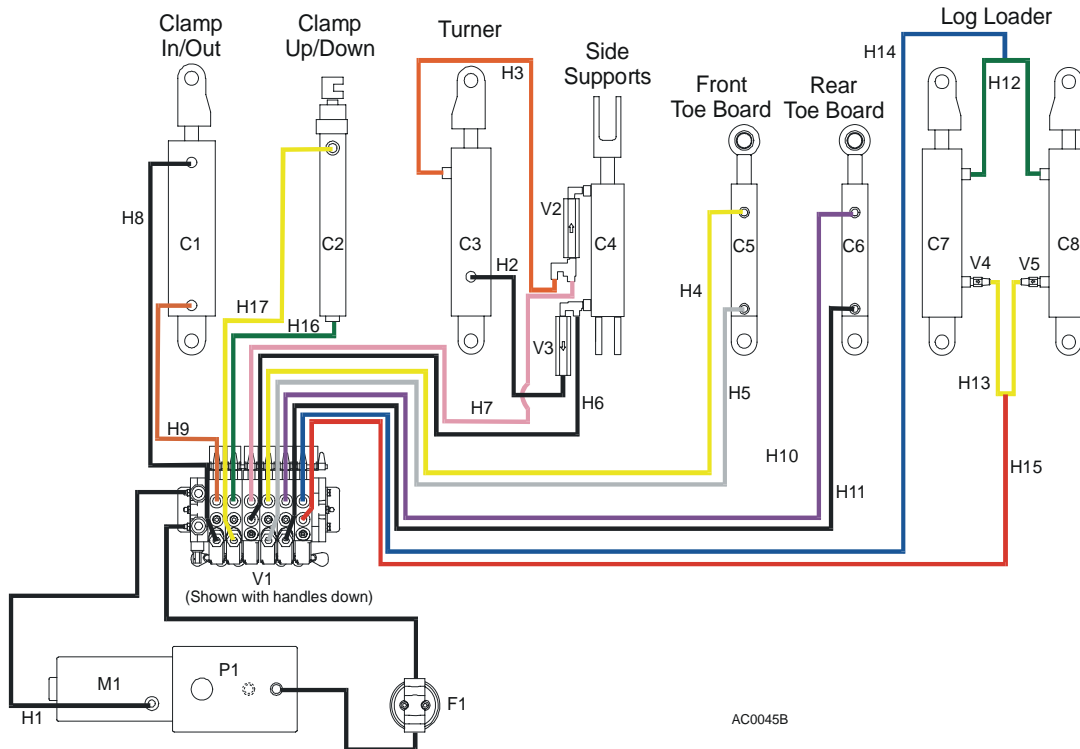 Clamp
In/Out
Clamp
Up/Down
Turner
Side
Supports
Front
Toe Board
Rear
Toe Board
Log Loader
H14
H3
H12
H8
C1
C2
C3
V2
C4
C5
C6
C7
C8
H2
H4
V4
V5
H17
H16
V3
H9
H7
H6
H5
H13
H10
H11
H15
V1
(Shown with handles down)
M1
P1
F1
H1
AC0045B